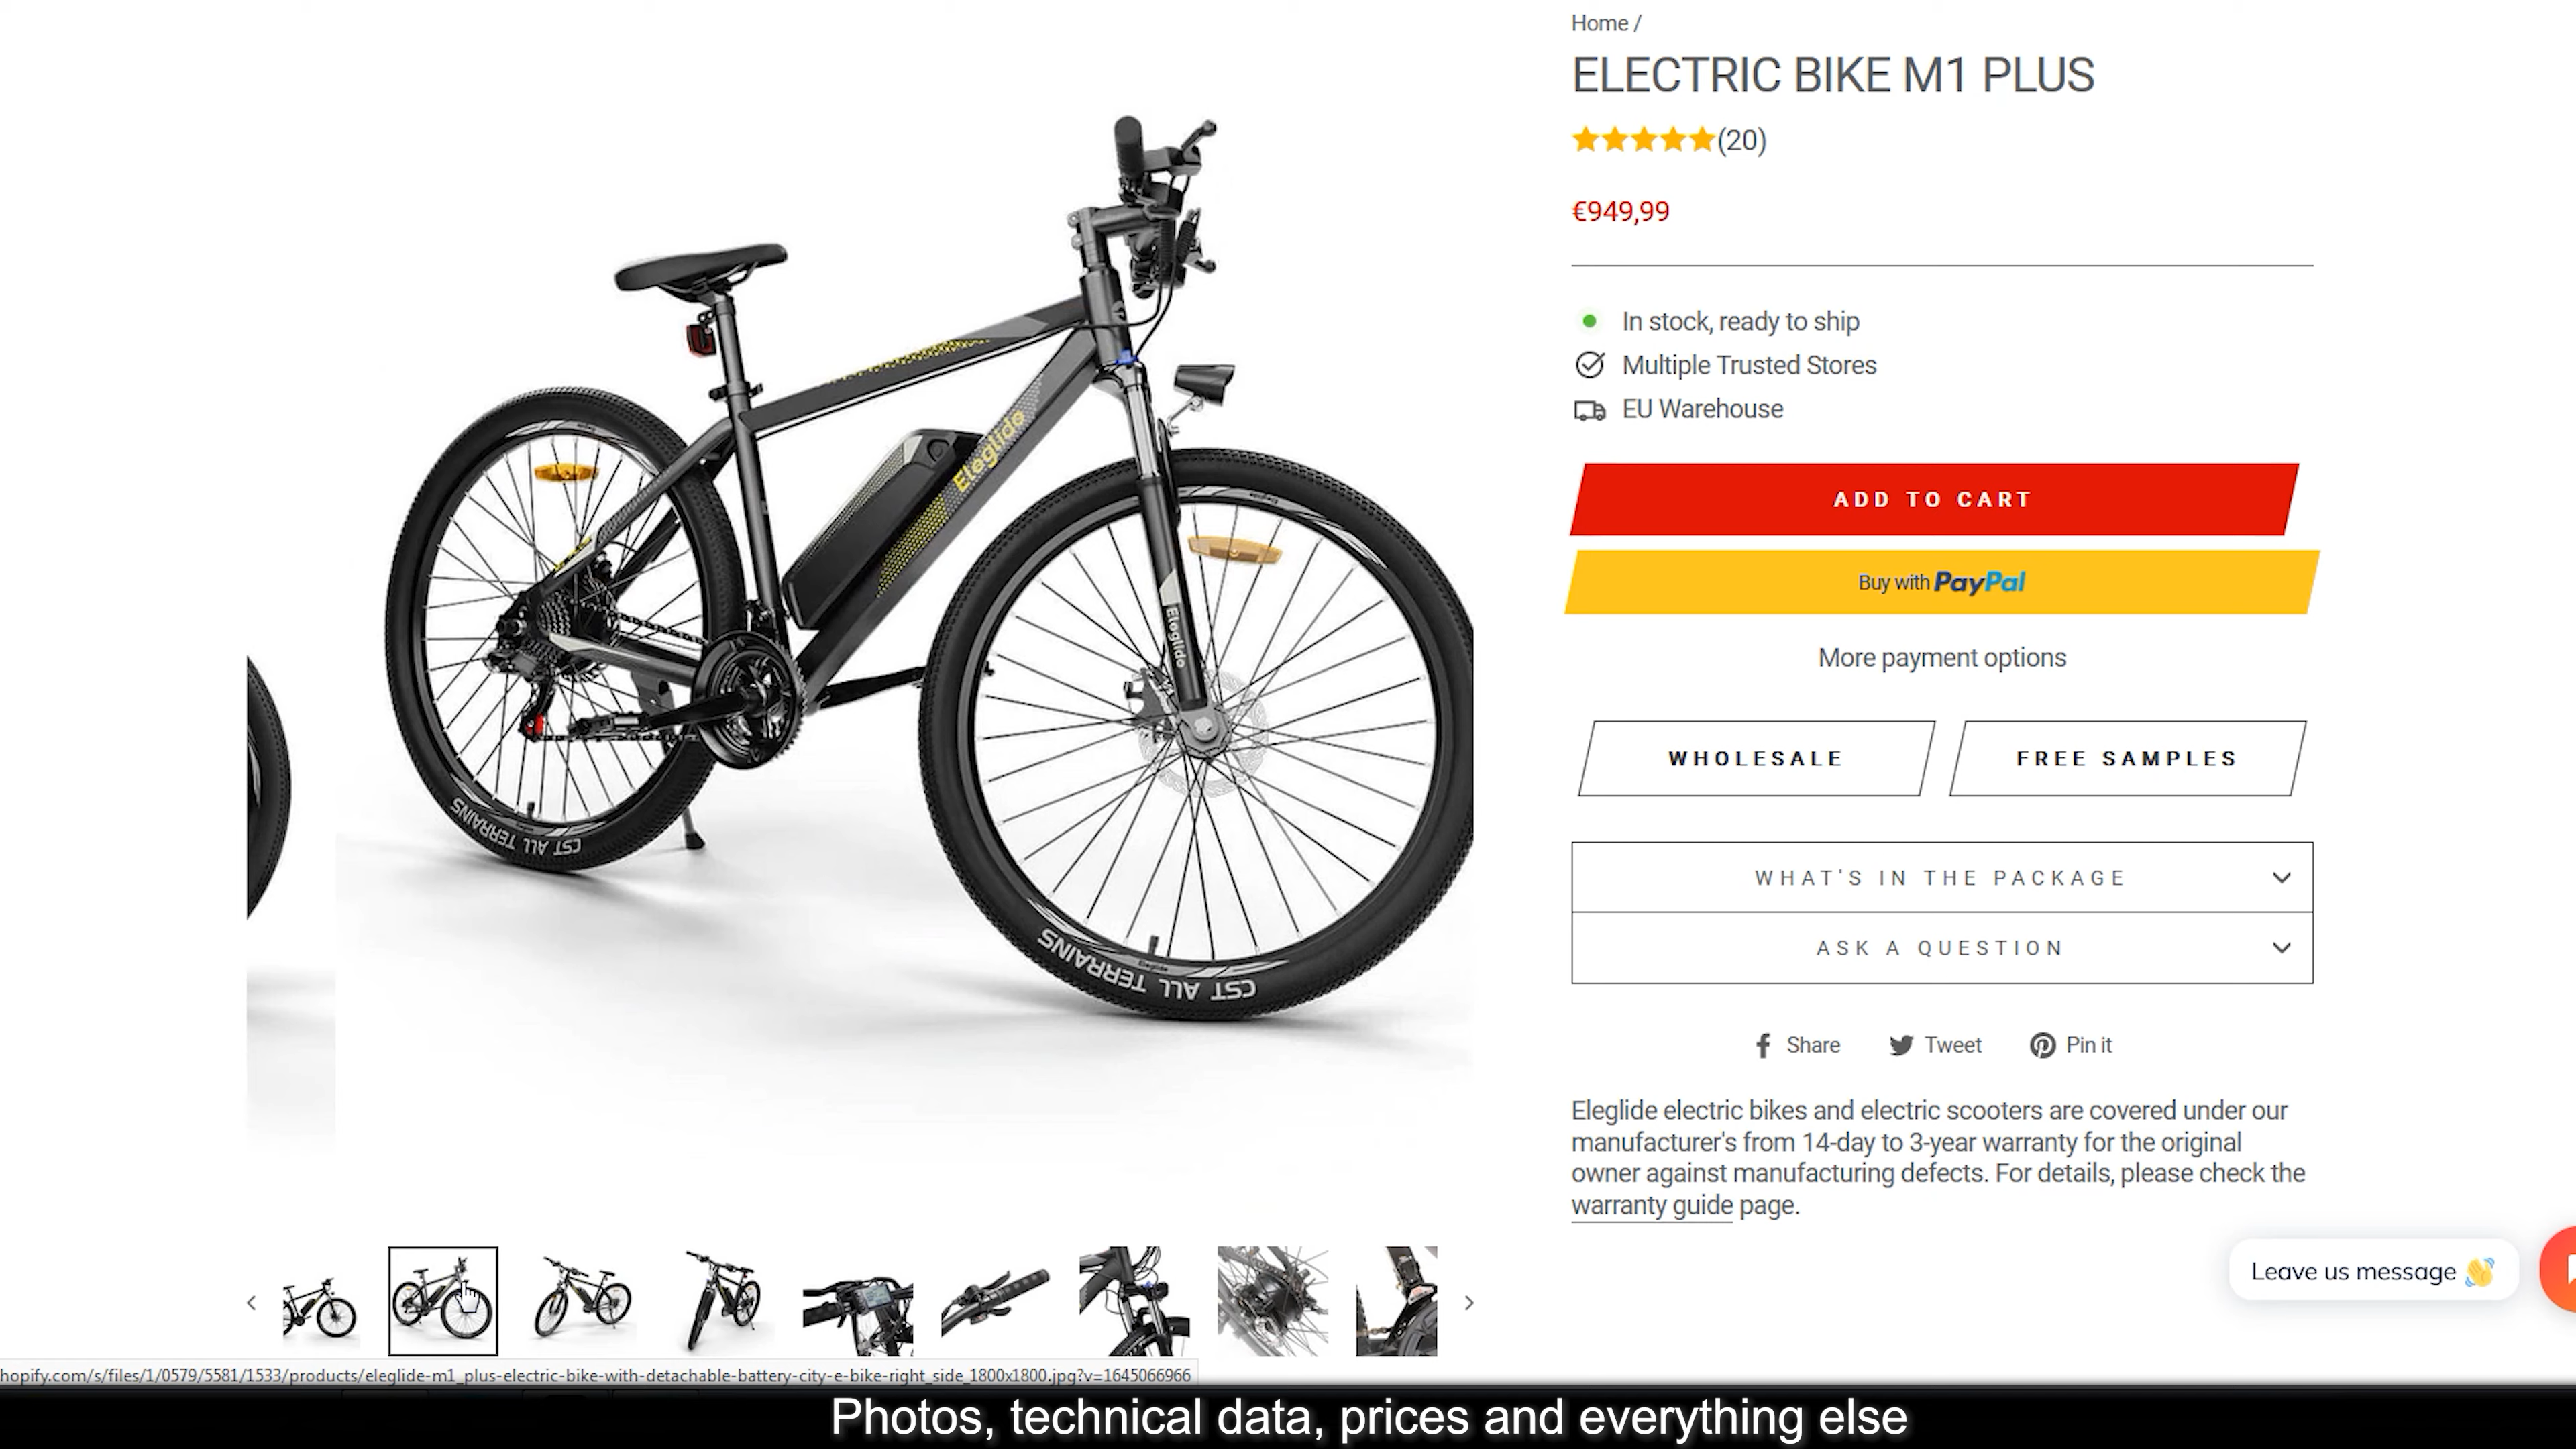 Home /
ELECTRIC BIKE M1 PLUS
(20)
€949,99
In stock, ready to ship
Multiple Trusted Stores
EU Warehouse
ADD TO CART
Buy with PayPal
More payment options
WHOLESALE
FREE SAMPLES
WHAT'S IN THE PACKAGE
ASK A QUESTION
Share
Tweet
Pin it
Eleglide electric bikes and electric scooters are covered under our
manufacturer's from 14-day to 3-year warranty for the original
owner against manufacturing defects. For details, please check the
warranty guide page.
Leave us message
Eleglide
Eleglide
CST ALL TERRAINS
CST ALL TERRAINS
hopify.com/s/files/1/0579/5581/1533/products/eleglide-m1_plus-electric-bike-with-detachable-battery-city-e-bike-right_side_1800x1800.jpg?v=1645066966
Photos, technical data, prices and everything else